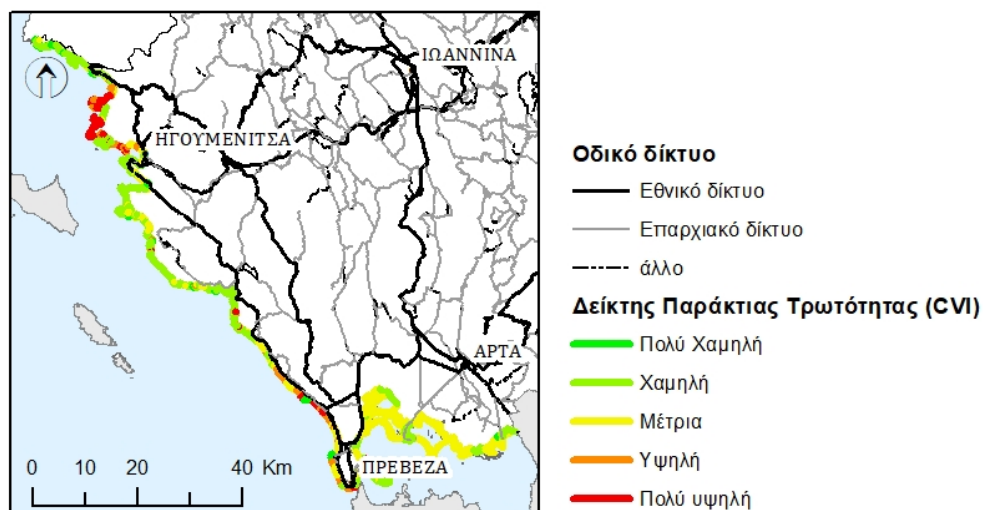 ΙΩΑΝΝΙΝΑ
ΗΓΟΥΜΕΝΙΤΣΑ
ΑΡΤΑ
ΠΡΕΒΕΖΑ
0 10 20 40 Km
Οδικό δίκτυο
Εθνικό δίκτυο
Επαρχιακό δίκτυο
άλλο
Δείκτης Παράκτιας Τρωτότητας (CVI)
Πολύ Χαμηλή
Χαμηλή
Μέτρια
Υψηλή
Πολύ υψηλή